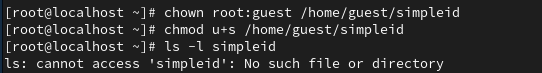 [root@localhost ~]# chown root:guest /home/guest/simpleid
[root@localhost ~]# chmod u+s /home/guest/simpleid
[root@localhost ~]# ls -l simpleid
ls: cannot access 'simpleid': No such file or directory